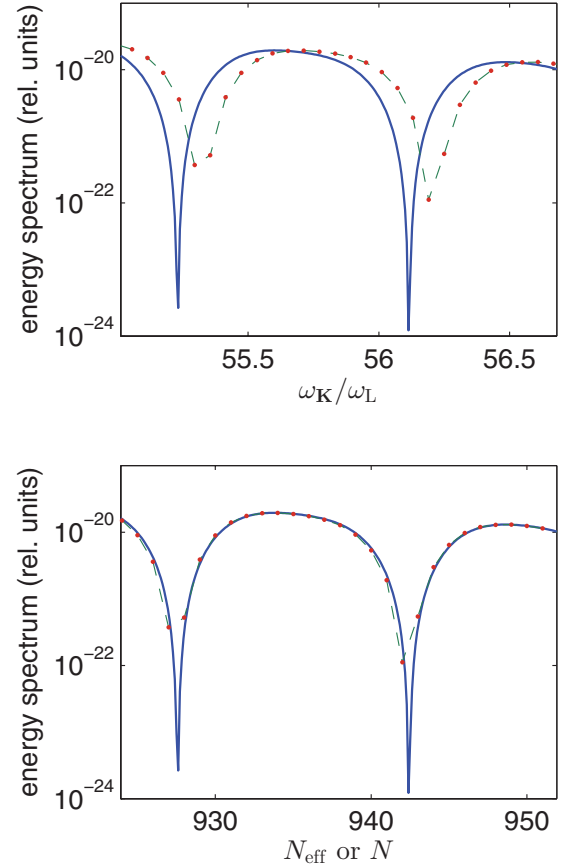 energy spectrum (rel. units)
10⁻²⁰
10⁻²²
10⁻²⁴
55.5 56 56.5
ω_K/ω_L
energy spectrum (rel. units)
10⁻²⁰
10⁻²²
10⁻²⁴
930 940 950
N_eff or N